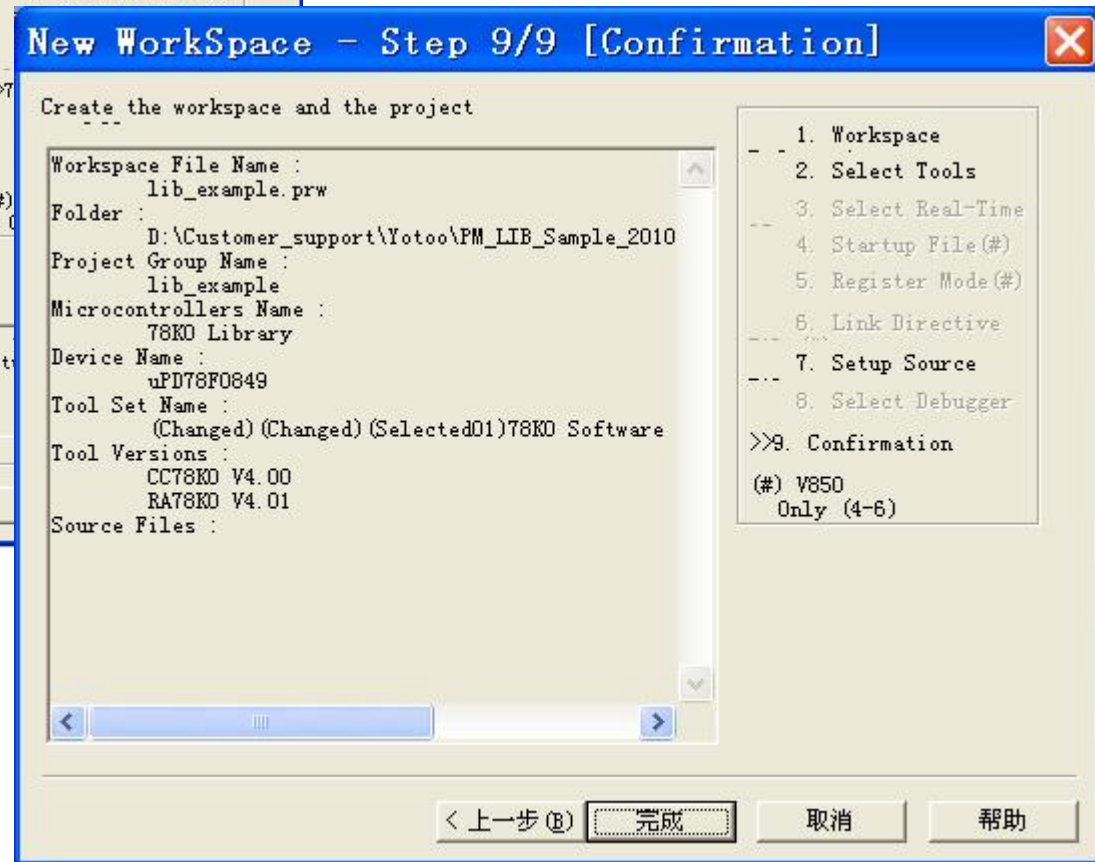 New WorkSpace - Step 9/9 [Confirmation]
Create the workspace and the project
Workspace File Name :
lib_example.prw
Folder :
D:\Customer_support\Yotoo\PM_LIB_Sample_2010
Project Group Name :
lib_example
Microcontrollers Name :
78K0 Library
Device Name :
uPD78F0849
Tool Set Name :
(Changed)(Changed)(Selected01)78K0 Software
Tool Versions :
CC78K0 V4.00
RA78K0 V4.01
Source Files :
1. Workspace
2. Select Tools
3. Select Real-Time
4. Startup File(#)
5. Register Mode(#)
6. Link Directive
7. Setup Source
8. Select Debugger
>>9. Confirmation
(#) V850
Only (4-6)
< 上一步(B)
完成
取消
帮助